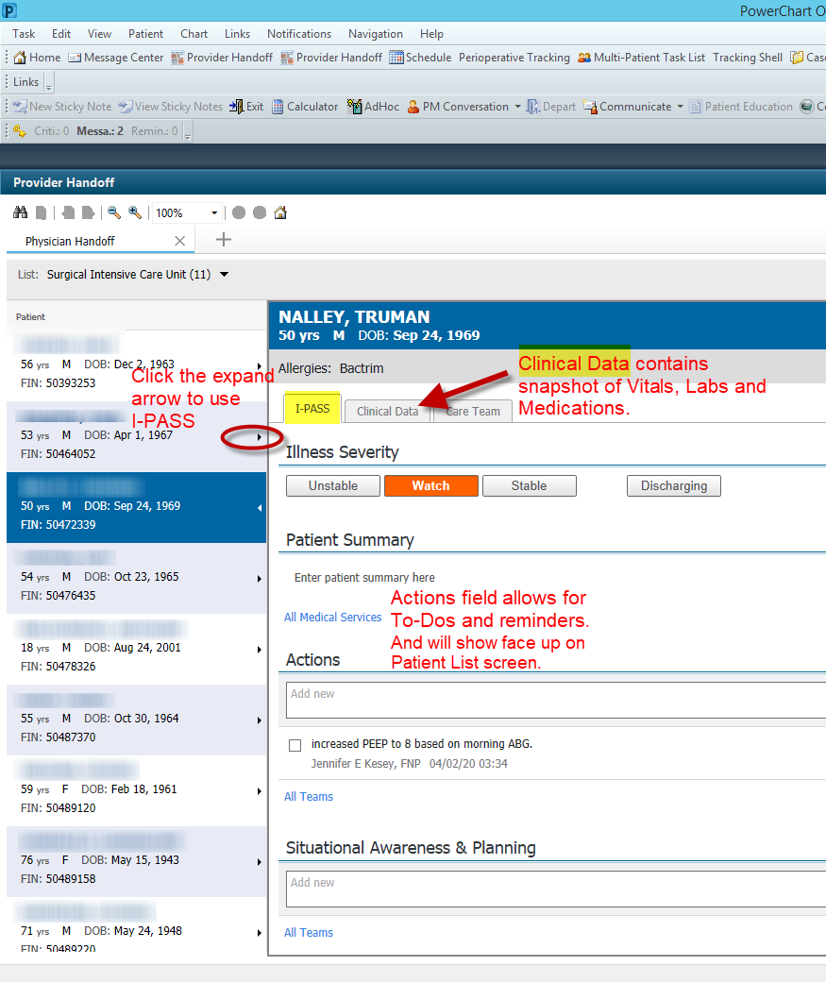 PowerChart O
Task Edit View Patient Chart Links Notifications Navigation Help
Home Message Center Provider Handoff Provider Handoff Schedule Perioperative Tracking Multi-Patient Task List Tracking Shell Cas
Links
New Sticky Note View Sticky Notes Exit Calculator AdHoc PM Conversation Depart Communicate Patient Education C
Criti.: 0 Messa.: 2 Remin.: 0
Provider Handoff
100%
Physician Handoff
List: Surgical Intensive Care Unit (11)
Patient
56 yrs M DOB: Dec 2, 1963
FIN: 50393253
53 yrs M DOB: Apr 1, 1967
FIN: 50464052
50 yrs M DOB: Sep 24, 1969
FIN: 50472339
54 yrs M DOB: Oct 23, 1965
FIN: 50476435
18 yrs M DOB: Aug 24, 2001
FIN: 50478326
55 yrs M DOB: Oct 30, 1964
FIN: 50487370
59 yrs F DOB: Feb 18, 1961
FIN: 50489120
76 yrs F DOB: May 15, 1943
FIN: 50489158
71 yrs M DOB: May 24, 1948
FIN: 50489220
Click the expand
arrow to use
I-PASS
NALLEY, TRUMAN
50 yrs M DOB: Sep 24, 1969
Allergies: Bactrim
Clinical Data contains
snapshot of Vitals, Labs and
Medications.
I-PASS Clinical Data Care Team
Illness Severity
Unstable Watch Stable Discharging
Patient Summary
Enter patient summary here
All Medical Services
Actions field allows for
To-Dos and reminders.
And will show face up on
Patient List screen.
Actions
Add new
increased PEEP to 8 based on morning ABG.
Jennifer E Kesey, FNP 04/02/20 03:34
All Teams
Situational Awareness & Planning
Add new
All Teams